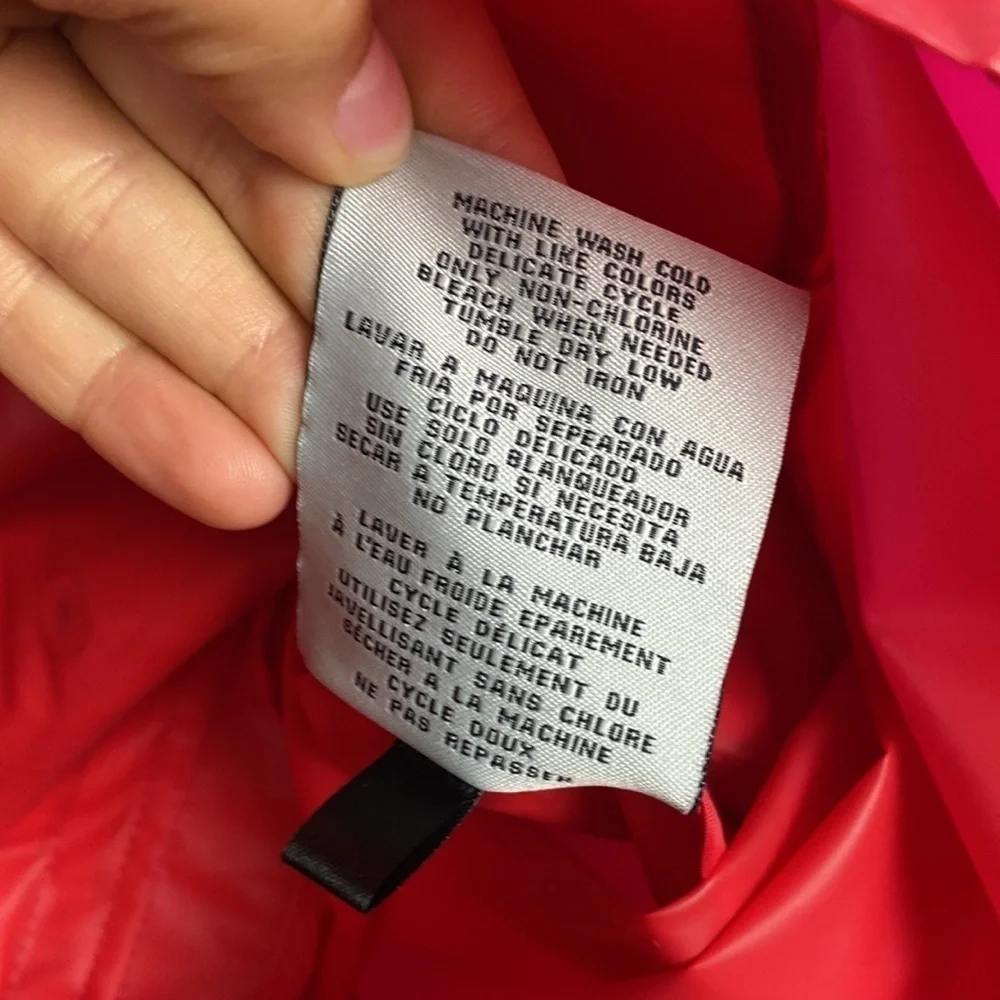 MACHINE WASH COLD
WITH LIKE COLORS
DELICATE CYCLE
ONLY NON-CHLORINE
BLEACH WHEN NEEDED
TUMBLE DRY LOW
DO NOT IRON
LAVAR A MAQUINA CON AGUA
FRIA POR SEPEARADO
USE CICLO DELICADO
SIN SOLO BLANQUEADOR
SECAR CLORO SI NECESITA
A TEMPERATURA BAJA
NO PLANCHAR
LAVER À LA MACHINE
À L'EAU FROIDE EPAREMENT
CYCLE DÉLICAT
UTILISEZ SEULEMENT DU
JAVELLISANT SANS CHLORE
SÉCHER A LA MACHINE
CYCLE DOUX
NE PAS REPASSER